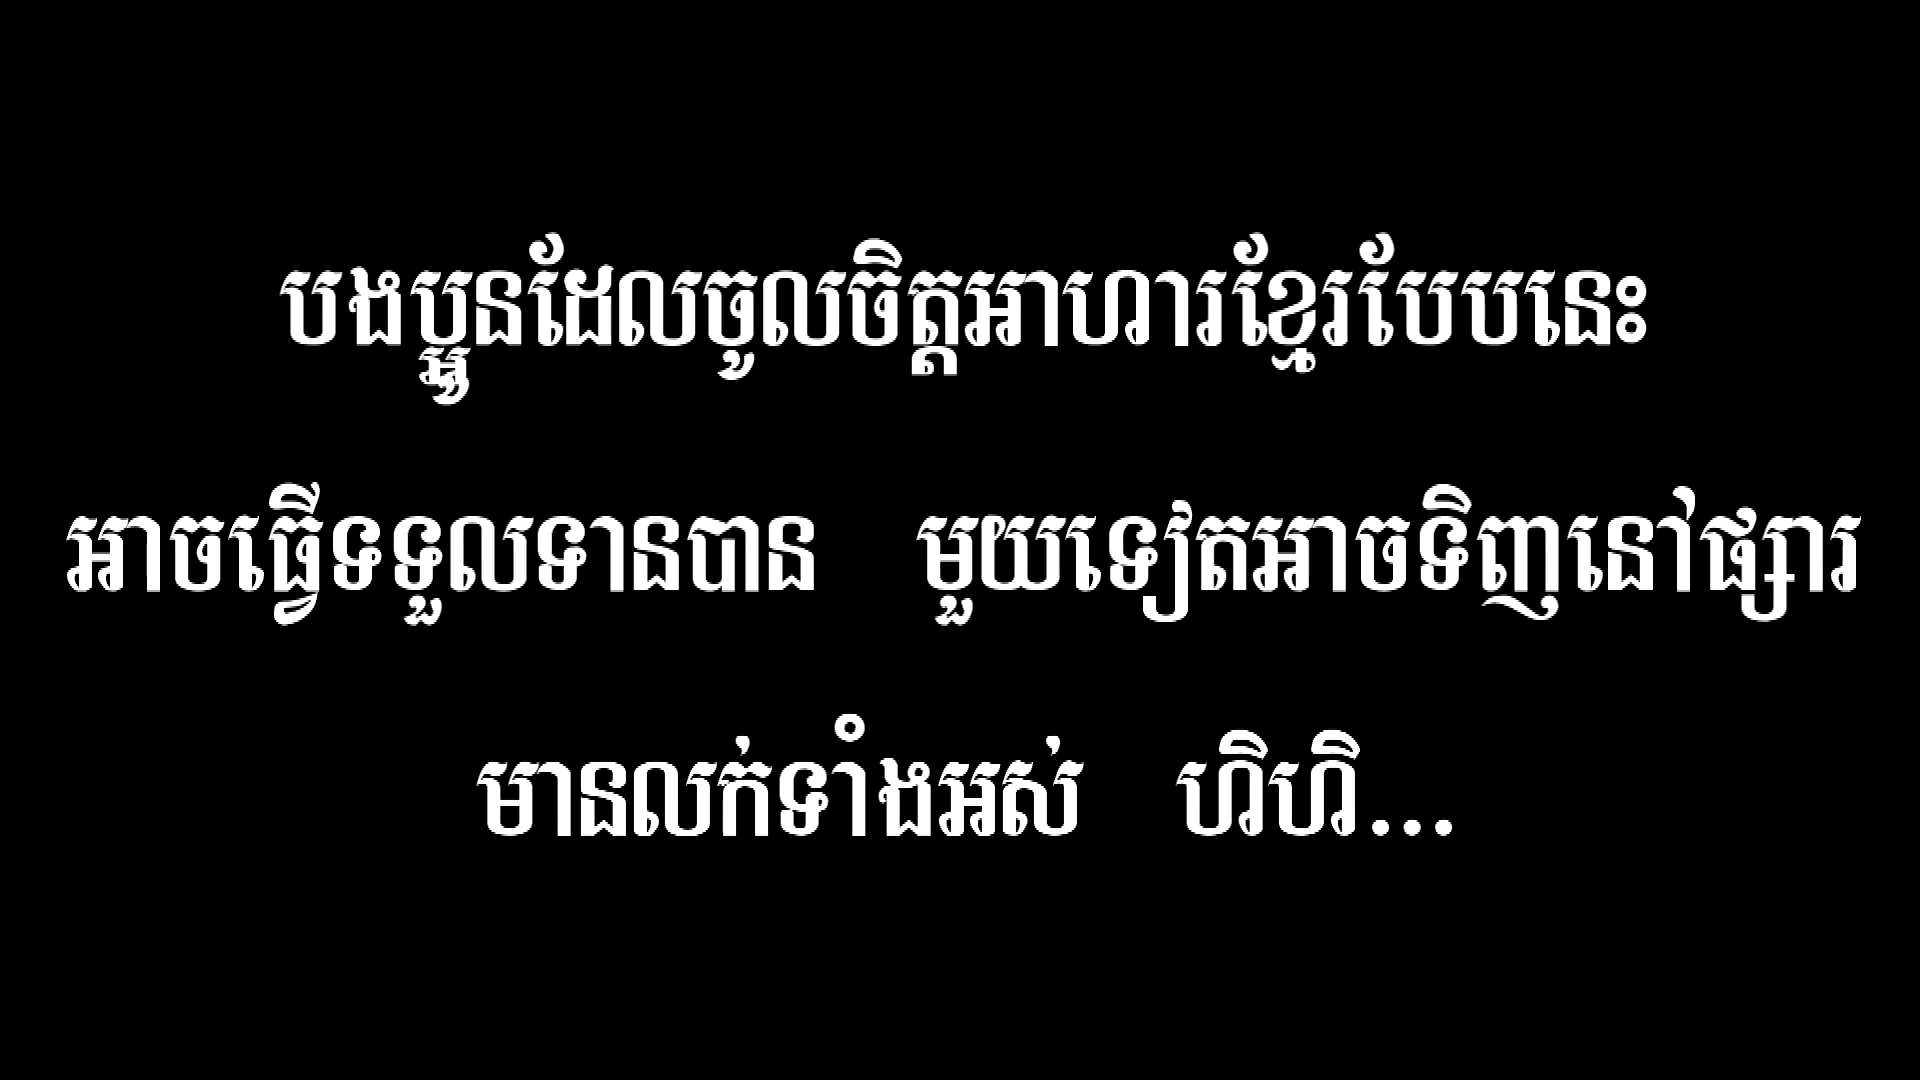 បងប្អូនដែលចូលចិត្តអាហារខ្មែរបែបនេះ
អាចធ្វើទទួលទានបាន មួយទៀតអាចទិញនៅផ្សារ
មានលក់ទាំងអស់ ហិហិ...